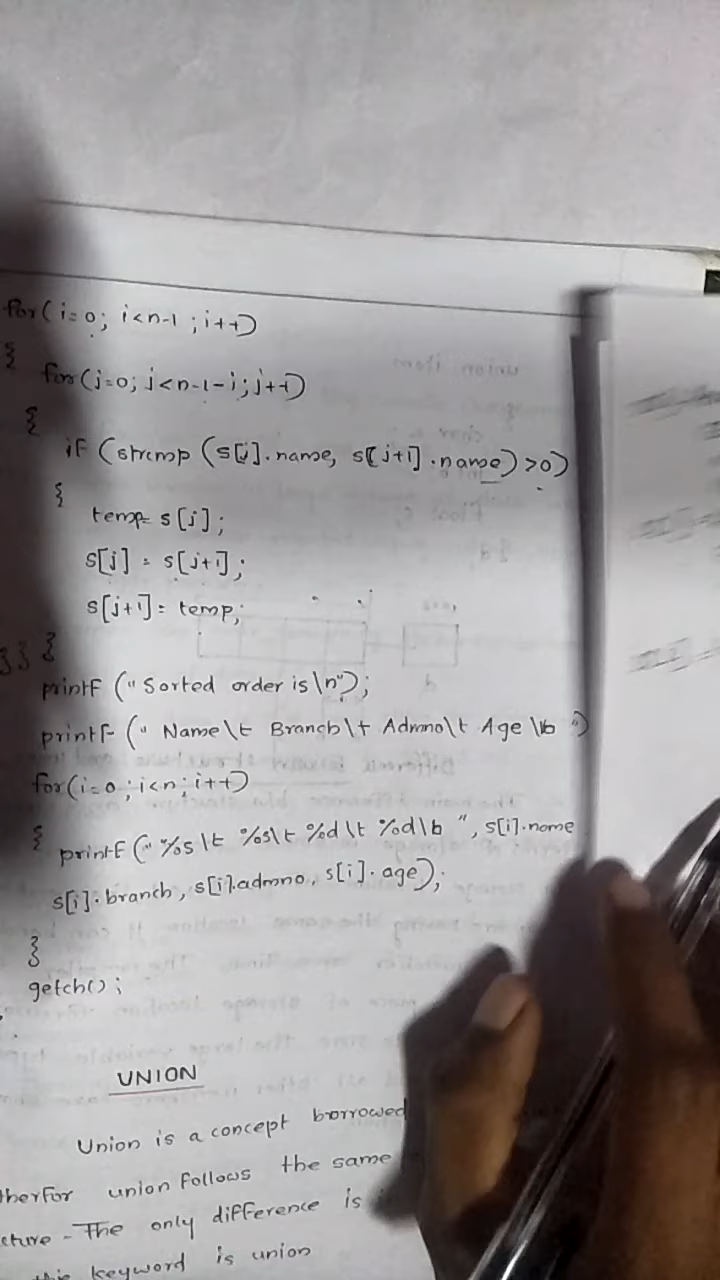 for(i=0; i<n-1 ; i++)
{
for(j=0; j<n-1-i; j++)
{
if (strcmp (s[j].name, s[j+1].name)>0)
{
temp= s[j];
s[j] = s[j+1];
s[j+1]= temp;
}}}
printf ("Sorted order is\n");
printf (" Name\t Branch\t Admno\t Age \b ")
for(i=0; i<n; i++)
{ printf (" %s\t %s\t %d\t %d\b ", s[i].name
s[i].branch, s[i].admno, s[i].age);
}
getch();
UNION
Union is a concept borrowed
therfor union follows the same
cture - The only difference is
keyword is union